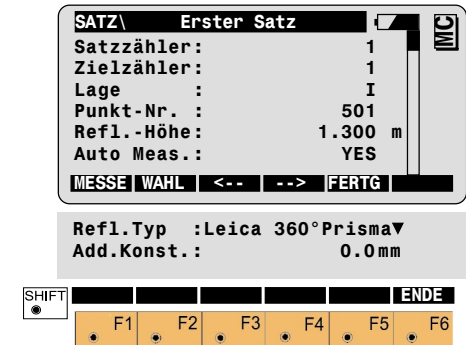 SATZ\ Erster Satz
MC
Satzzähler: 1
Zielzähler: 1
Lage : I
Punkt-Nr. : 501
Refl.-Höhe: 1.300 m
Auto Meas.: YES
MESSE WAHL <-- --> FERTG
Refl.Typ :Leica 360°Prisma▼
Add.Konst.: 0.0mm
SHIFT ENDE
F1 F2 F3 F4 F5 F6